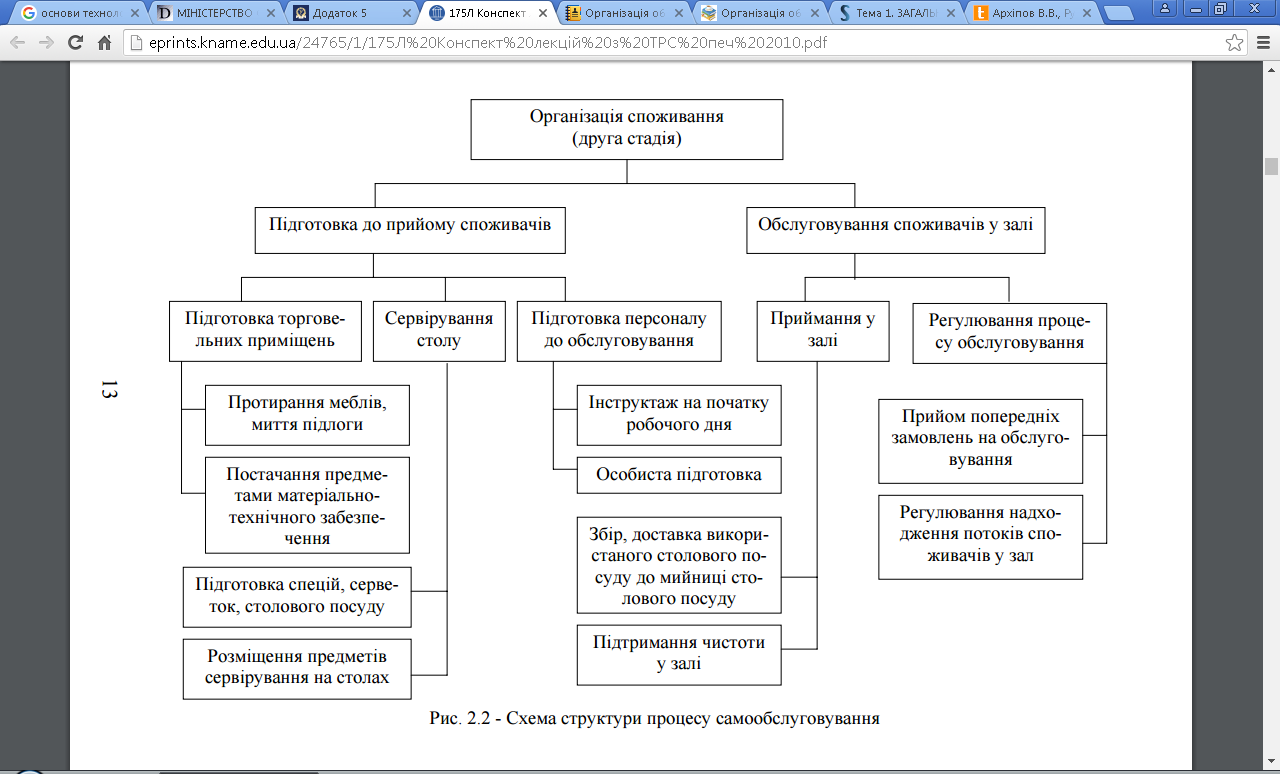 основи технол
МІНІСТЕРСТВО
Додаток 5
175Л Конспект
Організація об
Організація об
Тема 1. ЗАГАЛЬ
Архіпов В.В., Ру
eprints.kname.edu.ua/24765/1/175Л%20Конспект%20лекцій%20з%20ТРС%20печ%202010.pdf
Організація споживання
(друга стадія)
Підготовка до прийому споживачів
Обслуговування споживачів у залі
Підготовка торгове-
льних приміщень
Сервірування
столу
Підготовка персоналу
до обслуговування
Приймання у
залі
Регулювання проце-
су обслуговування
13
Протирання меблів,
миття підлоги
Інструктаж на початку
робочого дня
Прийом попередніх
замовлень на обслуго-
вування
Постачання предме-
тами матеріально-
технічного забезпе-
чення
Особиста підготовка
Регулювання надхо-
дження потоків спо-
живачів у зал
Збір, доставка викори-
станого столового по-
суду до мийниці сто-
лового посуду
Підготовка спецій, серве-
ток, столового посуду
Підтримання чистоти
у залі
Розміщення предметів
сервірування на столах
Рис. 2.2 - Схема структури процесу самообслуговування